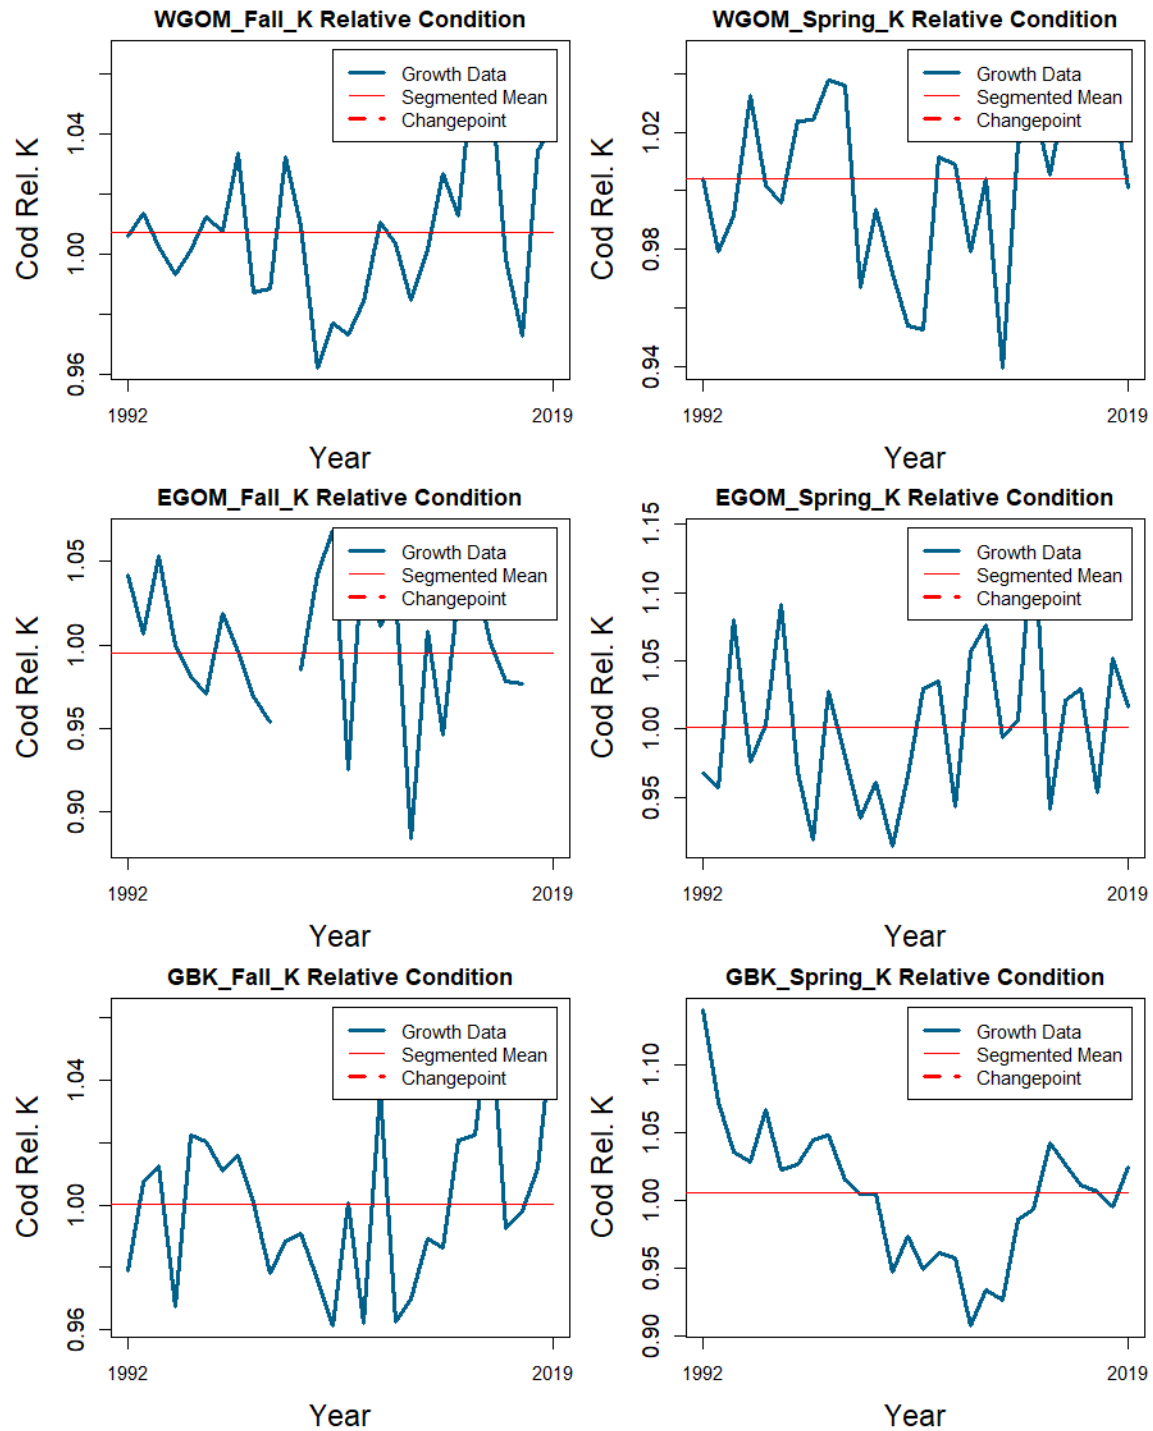 WGOM_Fall_K Relative Condition
Cod Rel. K
1.04
1.00
0.96
Growth Data
Segmented Mean
Changepoint
1992
2019
Year
WGOM_Spring_K Relative Condition
Cod Rel. K
1.02
0.98
0.94
Growth Data
Segmented Mean
Changepoint
1992
2019
Year
EGOM_Fall_K Relative Condition
Cod Rel. K
1.05
1.00
0.95
0.90
Growth Data
Segmented Mean
Changepoint
1992
2019
Year
EGOM_Spring_K Relative Condition
Cod Rel. K
1.15
1.10
1.05
1.00
0.95
Growth Data
Segmented Mean
Changepoint
1992
2019
Year
GBK_Fall_K Relative Condition
Cod Rel. K
1.04
1.00
0.96
Growth Data
Segmented Mean
Changepoint
1992
2019
Year
GBK_Spring_K Relative Condition
Cod Rel. K
1.10
1.05
1.00
0.95
0.90
Growth Data
Segmented Mean
Changepoint
1992
2019
Year